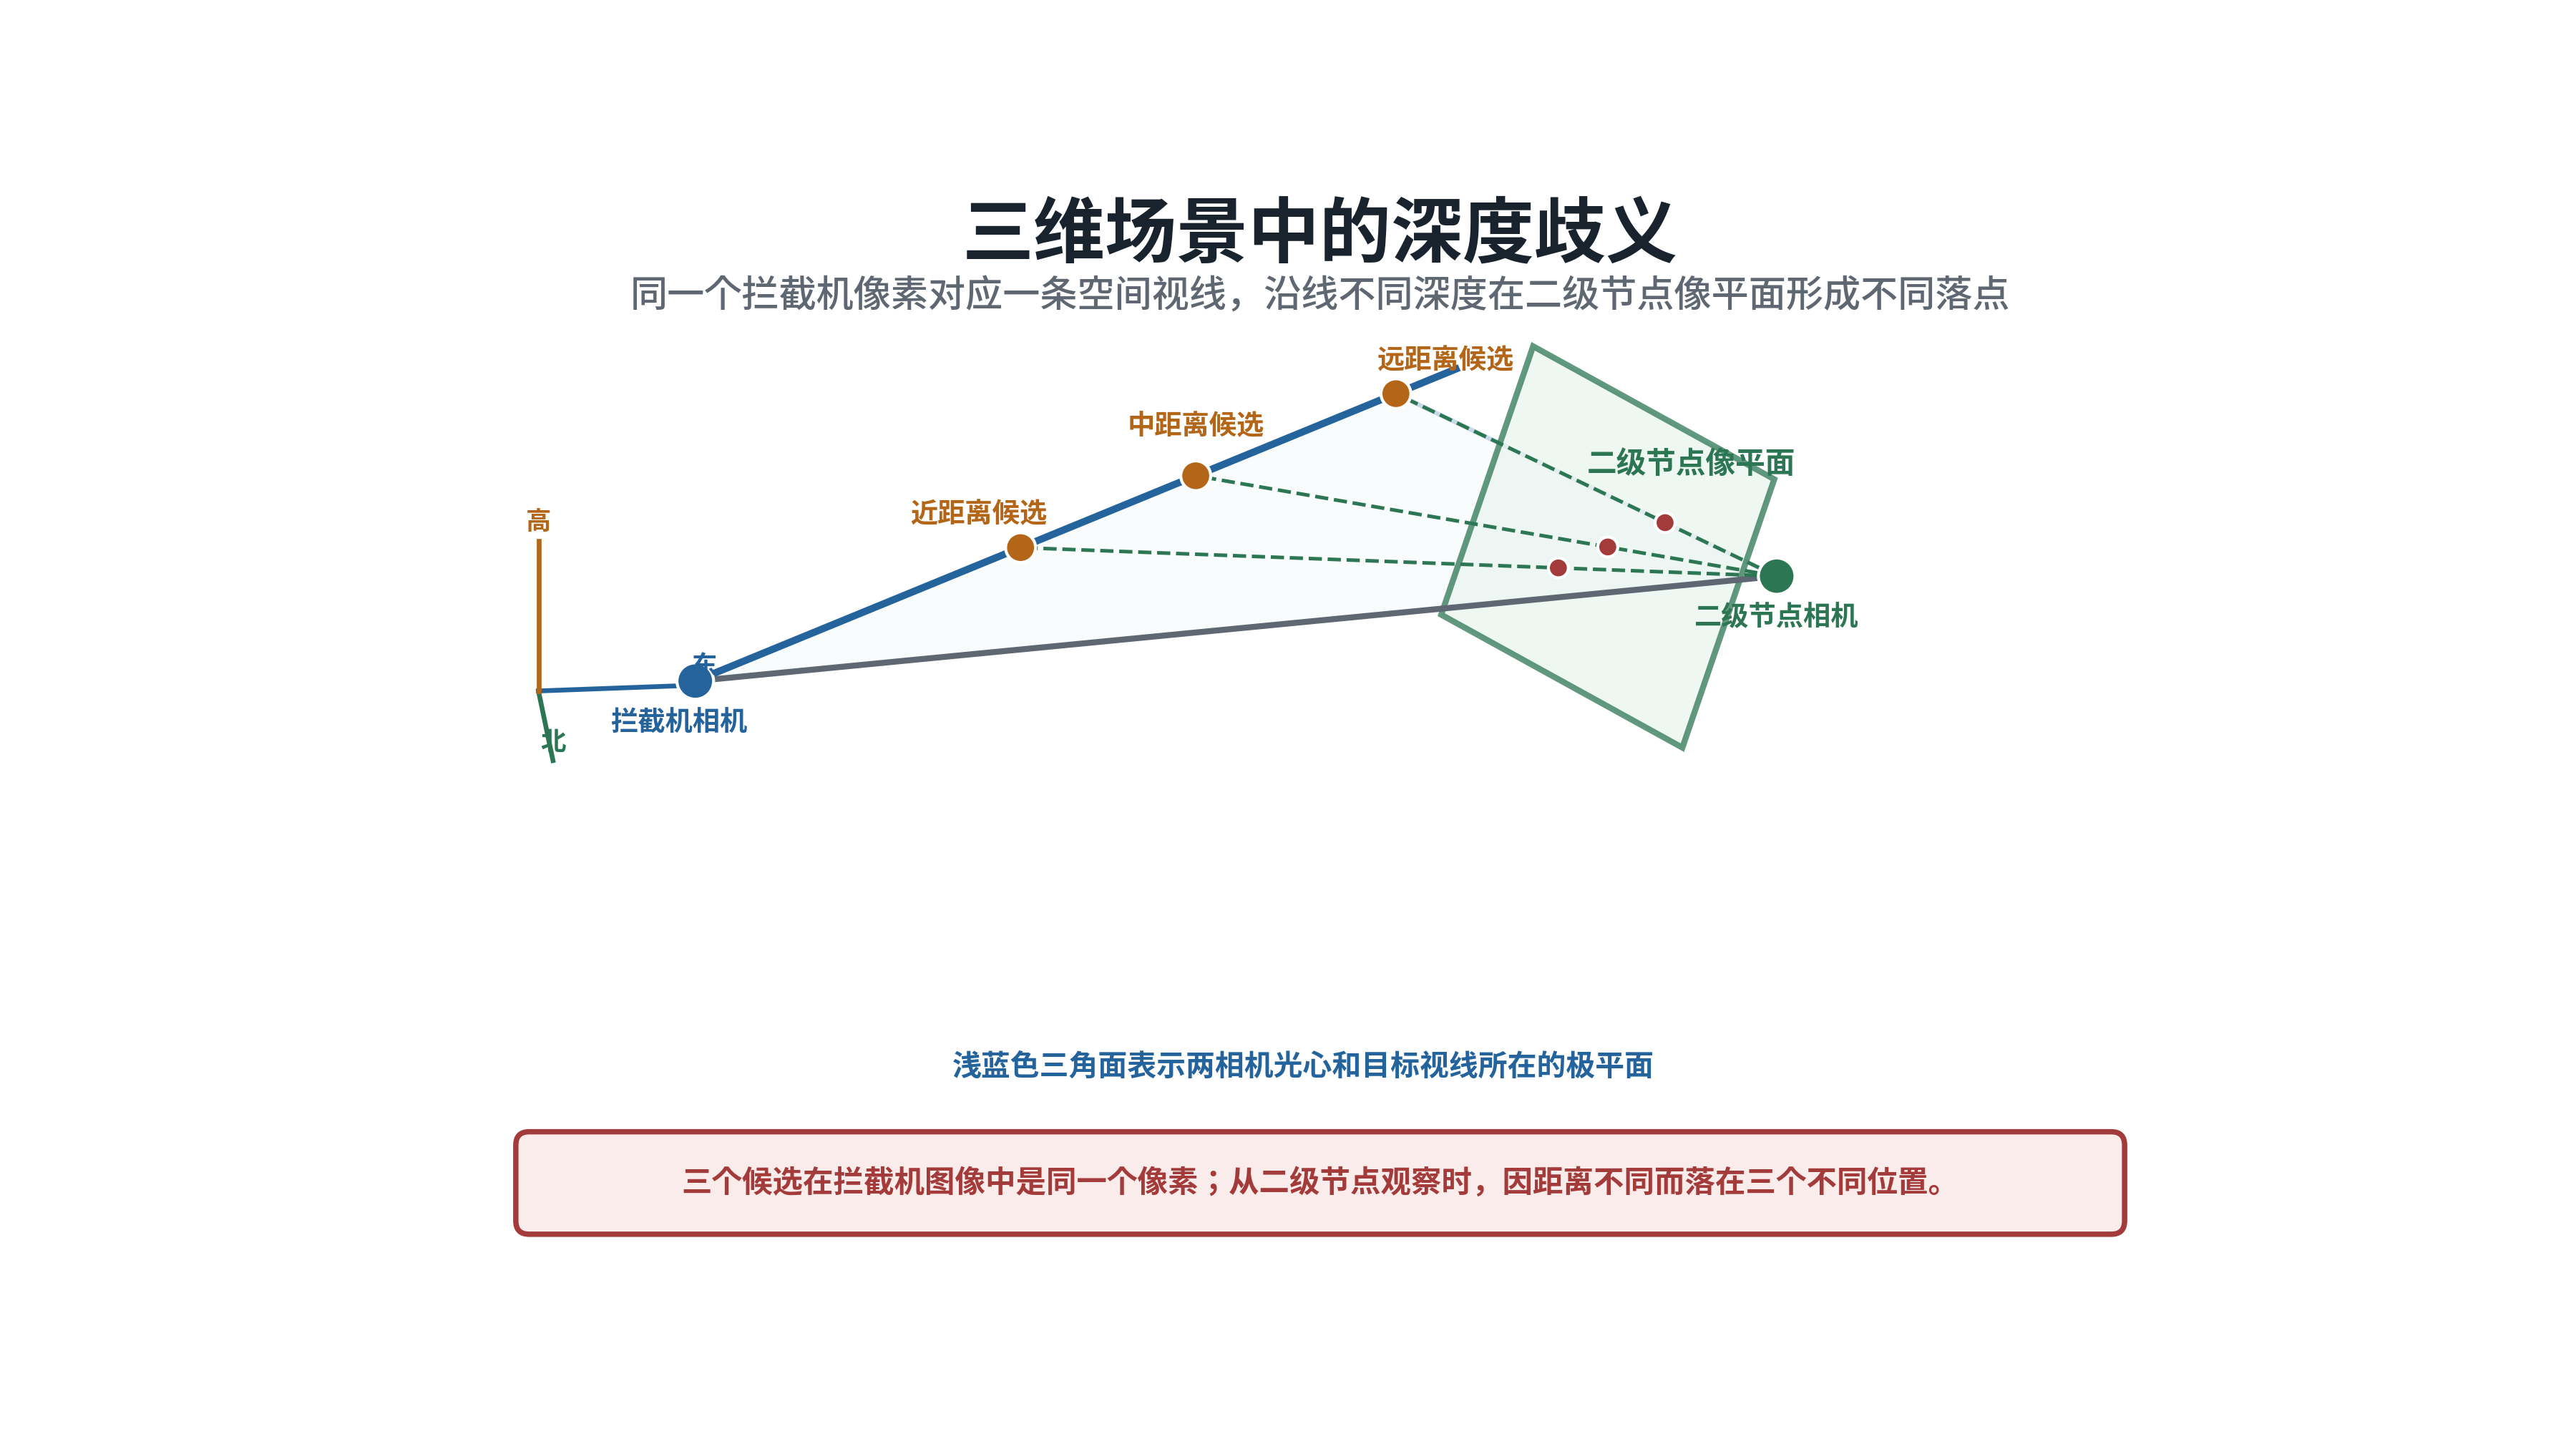 三维场景中的深度歧义
同一个拦截机像素对应一条空间视线，沿线不同深度在二级节点像平面形成不同落点
远距离候选
中距离候选
二级节点像平面
近距离候选
高
二级节点相机
东
拦截机相机
北
浅蓝色三角面表示两相机光心和目标视线所在的极平面
三个候选在拦截机图像中是同一个像素；从二级节点观察时，因距离不同而落在三个不同位置。